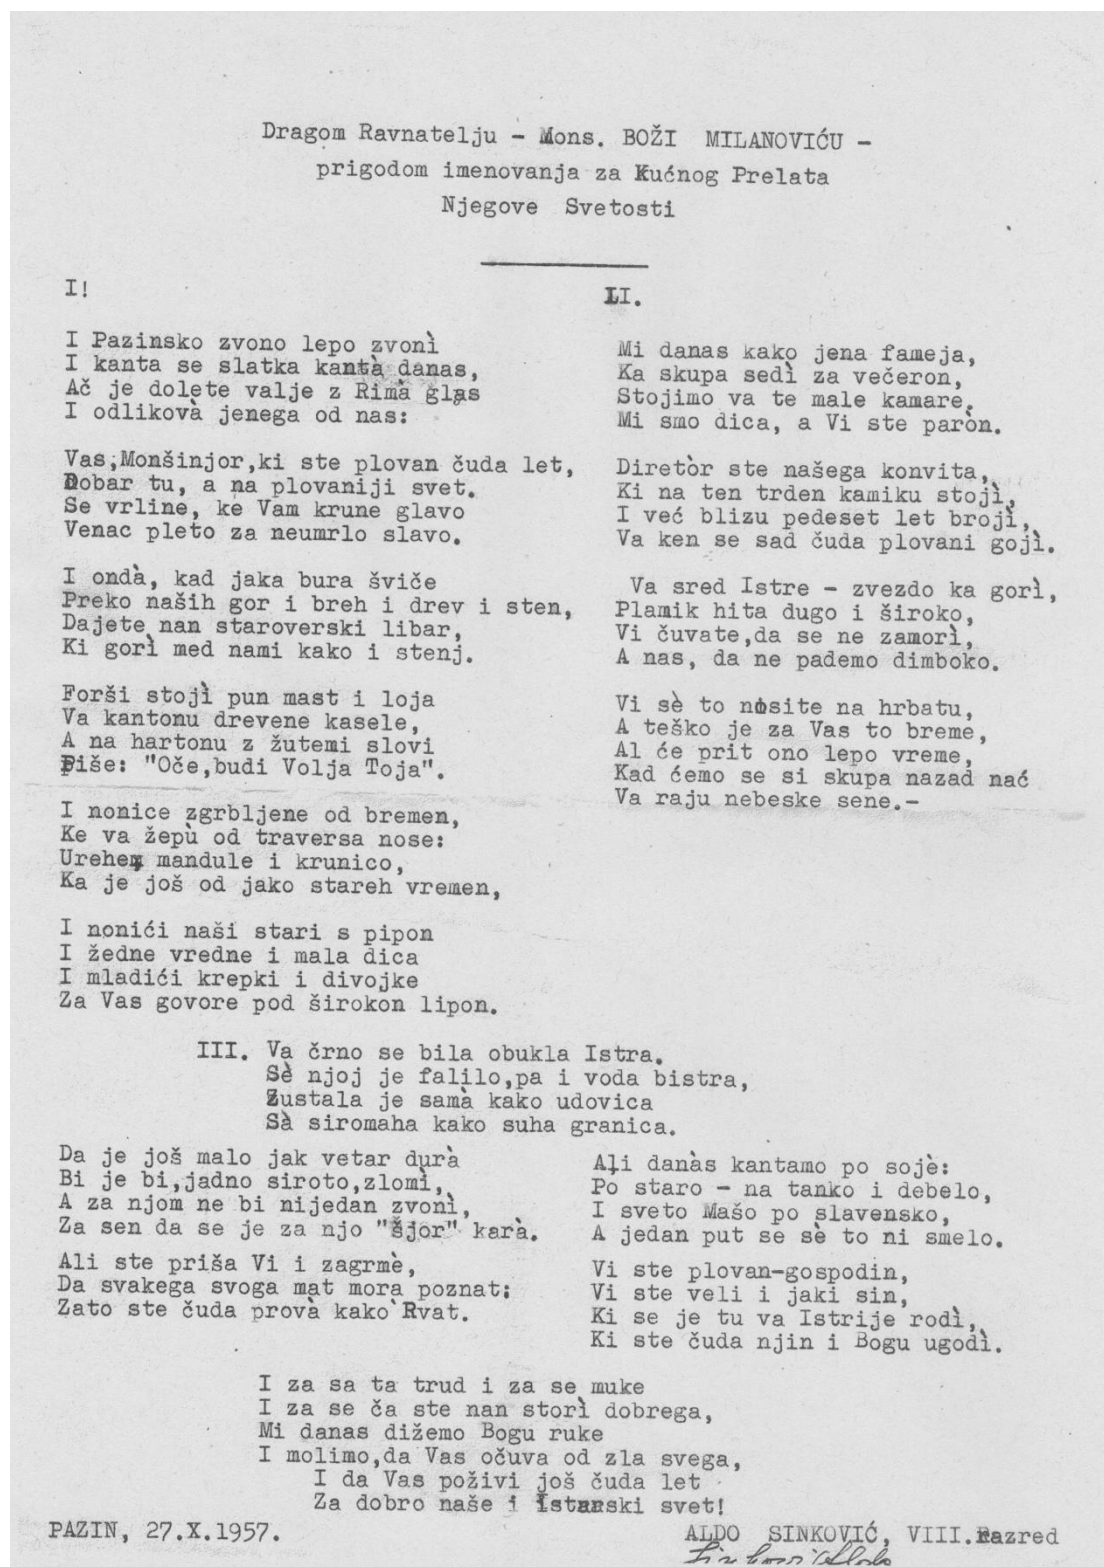 Dragom Ravnatelju - Mons. BOŽI MILANOVIĆU -
prigodom imenovanja za Kućnog Prelata
Njegove Svetosti
I!
I Pazinsko zvono lepo zvonì
I kanta se slatka kantà danas,
Ač je dolete valje z Rima glas
I odlikovà jenega od nas:
Vas,Monšinjor,ki ste plovan čuda let,
Dobar tu, a na plovaniji svet.
Se vrline, ke Vam krune glavo
Venac pleto za neumrlo slavo.
I ondà, kad jaka bura šviče
Preko naših gor i breh i drev i sten,
Dajete nan staroverski libar,
Ki gorì med nami kako i stenj.
Forši stojì pun mast i loja
Va kantonu drevene kasele,
A na hartonu z žutemi slovi
Piše: "Oče,budi Volja Toja".
I nonice zgrbljene od bremen,
Ke va žepù od traversa nose:
Urehe, mandule i krunico,
Ka je još od jako stareh vremen,
I nonići naši stari s pipon
I žedne vredne i mala dica
I mladići krepki i divojke
Za Vas govore pod širokon lipon.
II.
Mi danas kako jena fameja,
Ka skupa sedì za večeron,
Stojimo va te male kamare.
Mi smo dica, a Vi ste paròn.
Diretòr ste našega konvita,
Ki na ten trden kamiku stojì,
I već blizu pedeset let brojì,
Va ken se sad čuda plovani gojì.
Va sred Istre - zvezdo ka gorì,
Plamik hita dugo i široko,
Vi čuvate,da se ne zamorì,
A nas, da ne pademo dimboko.
Vi sè to nosite na hrbatu,
A teško je za Vas to breme,
Al će prit ono lepo vreme,
Kad ćemo se si skupa nazad nać
Va raju nebeske sene.-
III. Va črno se bila obukla Istra.
Sè njoj je falilo,pa i voda bistra,
Zustala je samà kako udovica
Sà siromaha kako suha granica.
Da je još malo jak vetar durà
Bi je bi,jadno siroto,zlomì,
A za njom ne bi nijedan zvonì,
Za sen da se je za njo "šjor" karà.
Ali ste priša Vi i zagrmè,
Da svakega svoga mat mora poznat;
Zato ste čuda provà kako Rvat.
Ali danàs kantamo po sojè:
Po staro - na tanko i debelo,
I sveto Mašo po slavensko,
A jedan put se sè to ni smelo.
Vi ste plovan-gospodin,
Vi ste veli i jaki sin,
Ki se je tu va Istrije rodì,
Ki ste čuda njin i Bogu ugodì.
I za sa ta trud i za se muke
I za se ča ste nan storì dobrega,
Mi danas dižemo Bogu ruke
I molimo,da Vas očuva od zla svega,
I da Vas poživi još čuda let
Za dobro naše i Istarski svet!
PAZIN, 27.X.1957.
ALDO SINKOVIĆ, VIII.Razred
Sinković Aldo